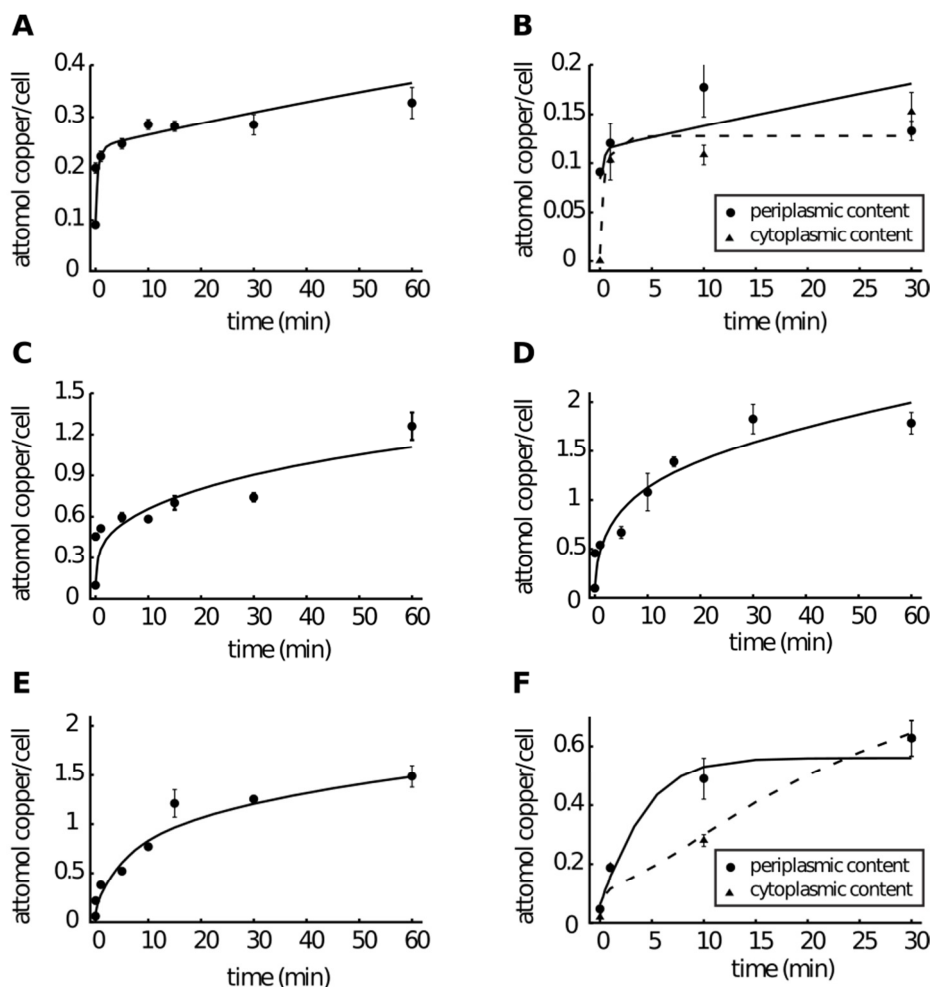 A
attomol copper/cell
0.4
0.3
0.2
0.1
0
0 10 20 30 40 50 60
time (min)
B
attomol copper/cell
0.2
0.15
0.1
0.05
0
periplasmic content
cytoplasmic content
0 5 10 15 20 25 30
time (min)
C
attomol copper/cell
1.5
1.2
0.9
0.6
0.3
0
0 10 20 30 40 50 60
time (min)
D
attomol copper/cell
2
1.5
1
0.5
0
0 10 20 30 40 50 60
time (min)
E
attomol copper/cell
2
1.5
1
0.5
0
0 10 20 30 40 50 60
time (min)
F
attomol copper/cell
0.6
0.4
0.2
0
periplasmic content
cytoplasmic content
0 5 10 15 20 25 30
time (min)